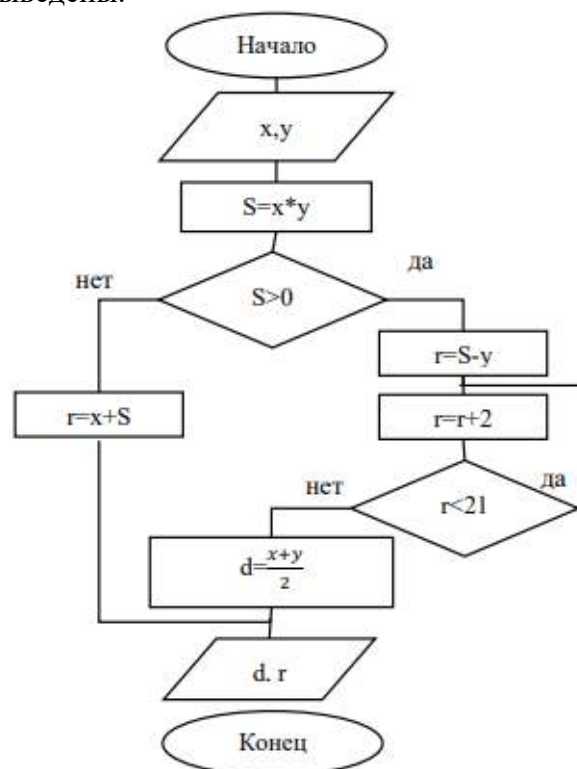 Начало
x,y
S=x*y
нет
да
S>0
r=S-y
r=x+S
r=r+2
нет
да
r<21
d=x+y/2
d. r
Конец